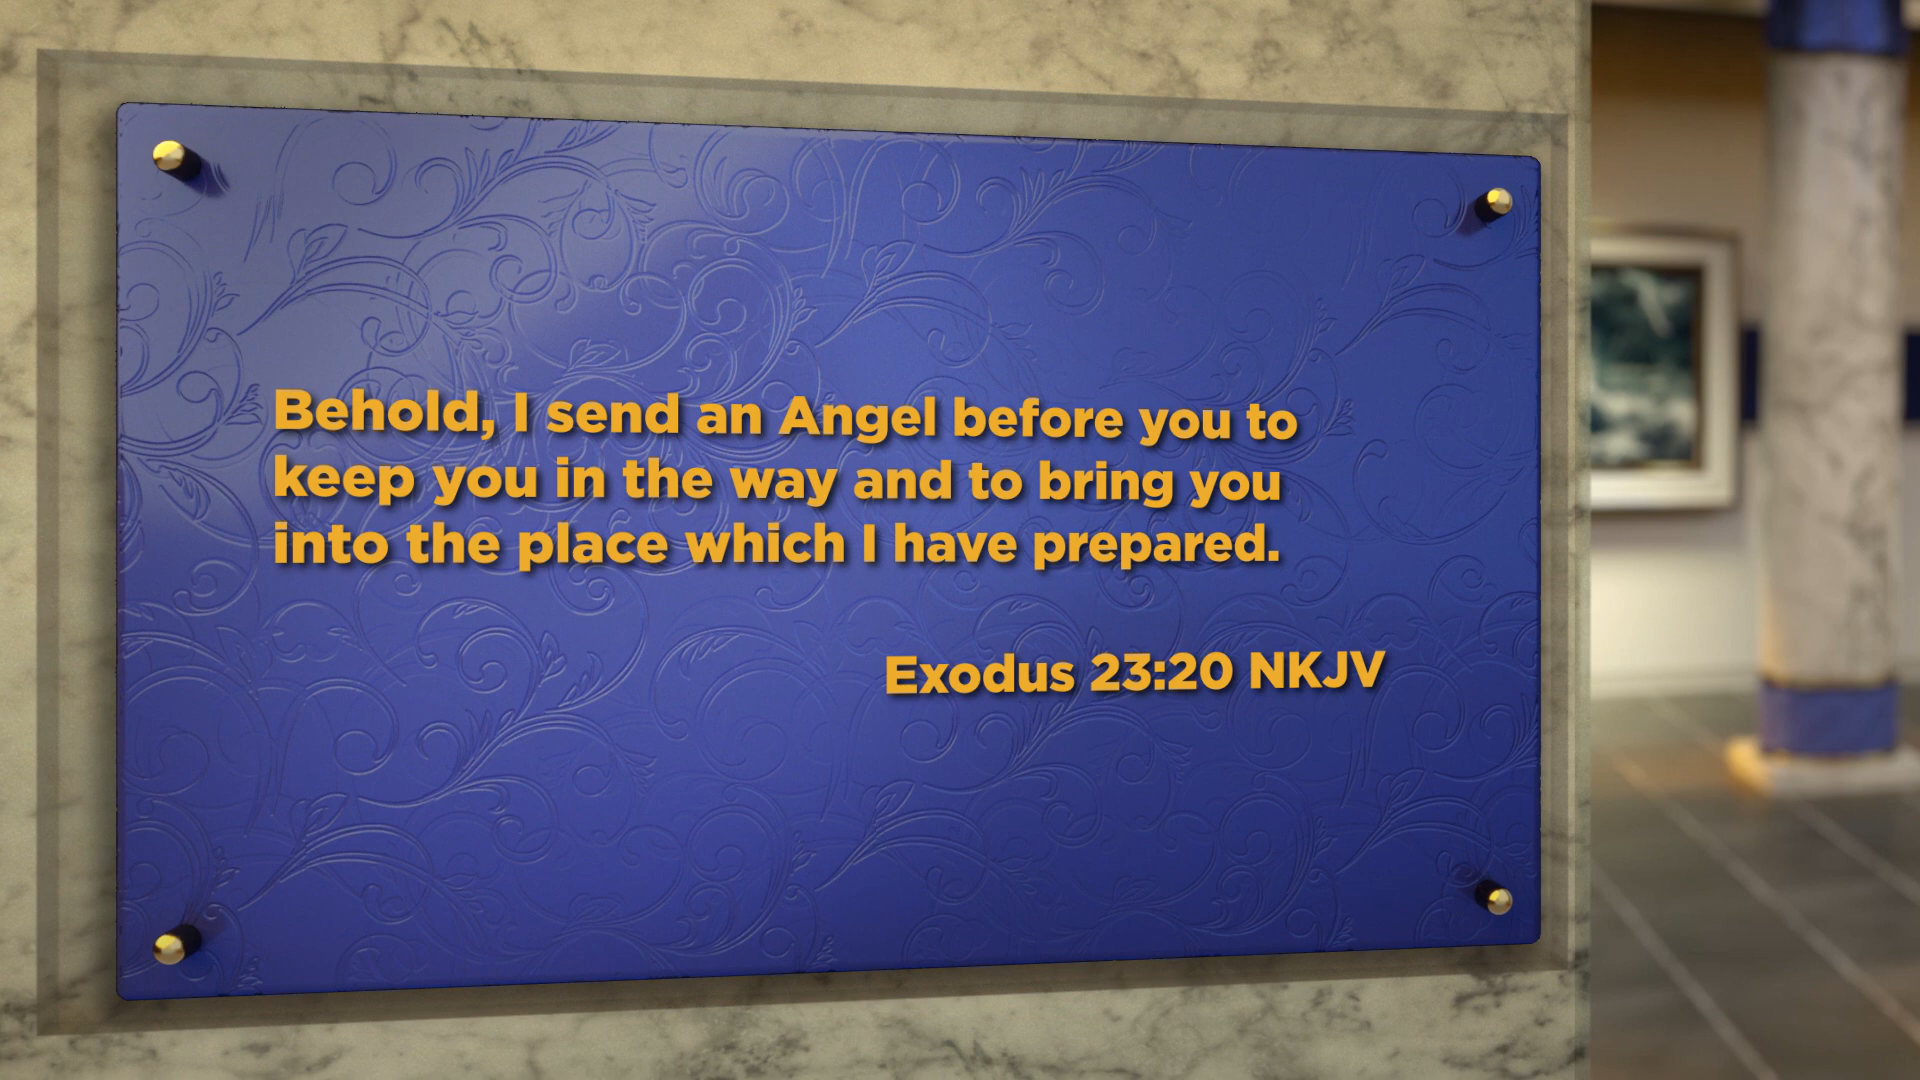 Behold, I send an Angel before you to
keep you in the way and to bring you
into the place which I have prepared.
Exodus 23:20 NKJV